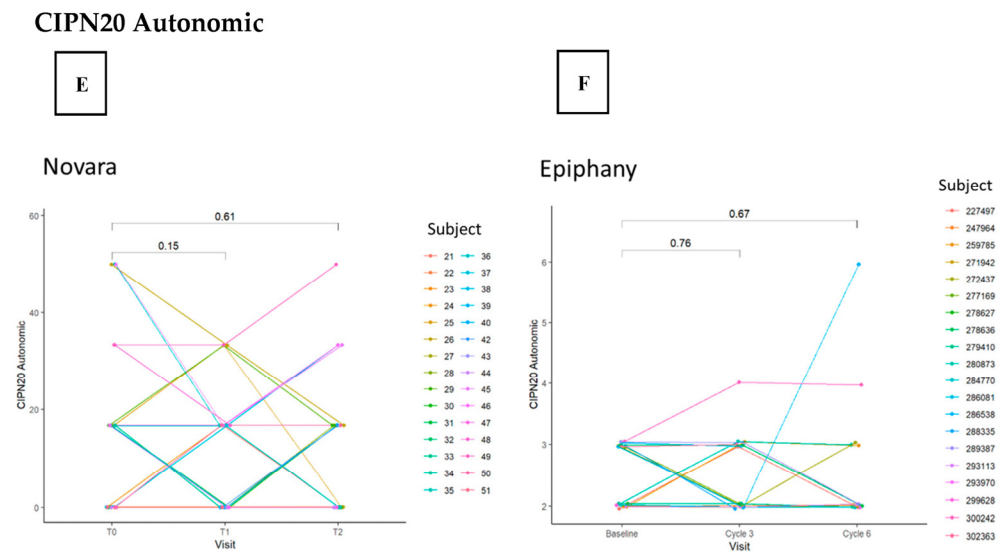 CIPN20 Autonomic
E
F
Novara
Epiphany
60
40
20
0
CIPN20 Autonomic
0.61
0.15
T0
T1
T2
Visit
Subject
21 36
22 37
23 38
24 39
25 40
26 42
27 43
28 44
29 45
30 46
31 47
32 48
33 49
34 50
35 51
6
5
4
3
2
CIPN20 Autonomic
0.67
0.76
Baseline
Cycle 3
Cycle 6
Visit
Subject
227497
247964
259785
271942
272437
277169
278627
278636
279410
280873
284770
286081
286538
288335
289387
293113
293970
299628
300242
302363